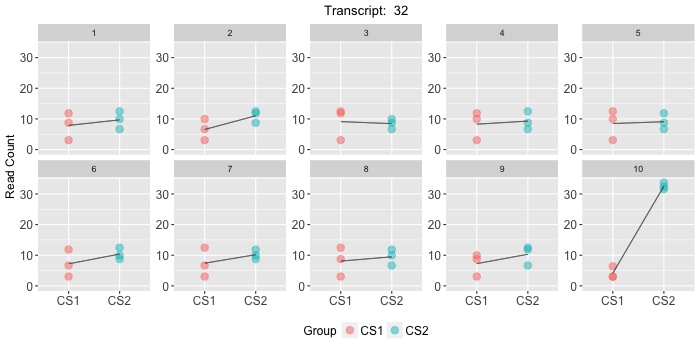 Transcript: 32
1 2 3 4 5
30
20
10
0
Read Count
6 7 8 9 10
30
20
10
0
CS1 CS2 CS1 CS2 CS1 CS2 CS1 CS2 CS1 CS2
Group CS1 CS2